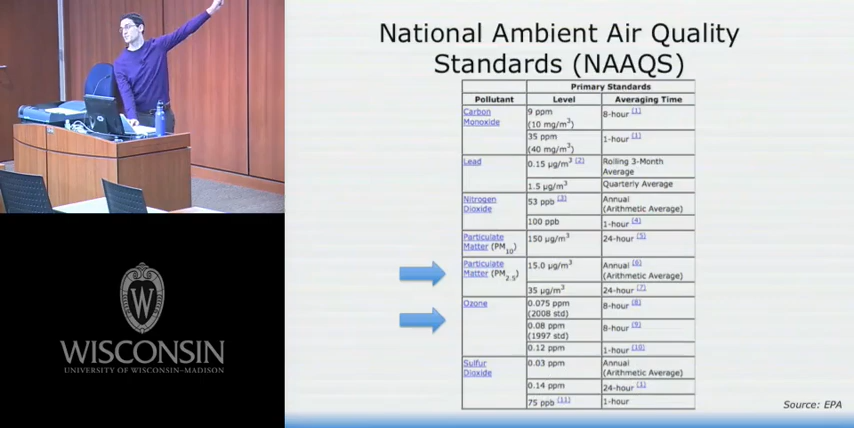 National Ambient Air Quality
Standards (NAAQS)
Primary Standards
Pollutant Level Averaging Time
Carbon Monoxide 9 ppm (10 mg/m3) 8-hour (1)
35 ppm (40 mg/m3) 1-hour (1)
Lead 0.15 µg/m3 (2) Rolling 3-Month Average
1.5 µg/m3 Quarterly Average
Nitrogen Dioxide 53 ppb (3) Annual (Arithmetic Average)
100 ppb 1-hour (4)
Particulate Matter (PM10) 150 µg/m3 24-hour (5)
Particulate Matter (PM2.5) 15.0 µg/m3 Annual (6) (Arithmetic Average)
35 µg/m3 24-hour (7)
Ozone 0.075 ppm (2008 std) 8-hour (8)
0.08 ppm (1997 std) 8-hour (9)
0.12 ppm 1-hour (10)
Sulfur Dioxide 0.03 ppm Annual (Arithmetic Average)
0.14 ppm 24-hour (1)
75 ppb (11) 1-hour
Source: EPA
W
WISCONSIN
UNIVERSITY OF WISCONSIN–MADISON